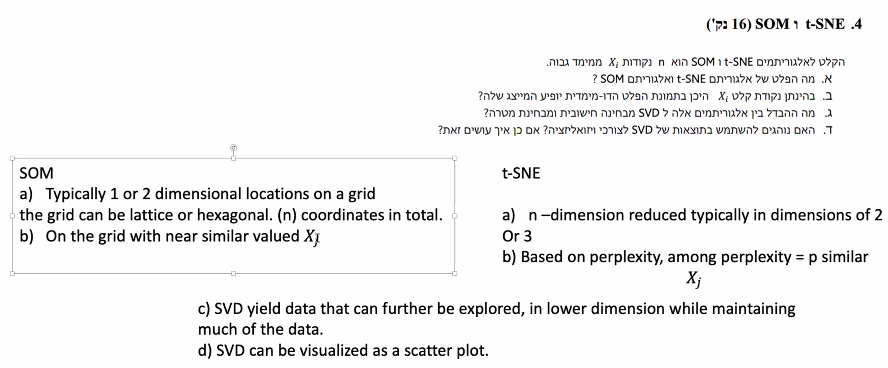 4. t-SNE ו SOM (16 נק')
הקלט לאלגוריתמים t-SNE ו SOM הוא n נקודות Xi ממימד גבוה.
א. מה הפלט של אלגוריתם t-SNE ואלגוריתם SOM ?
ב. בהינתן נקודת קלט Xi היכן בתמונת הפלט הדו-מימדית יופיע המייצג שלה?
ג. מה ההבדל בין אלגוריתמים אלה ל SVD מבחינה חישובית ומבחינת מטרה?
ד. האם נוהגים להשתמש בתוצאות של SVD לצורכי ויזואליזציה? אם כן איך עושים זאת?
SOM
a) Typically 1 or 2 dimensional locations on a grid
the grid can be lattice or hexagonal. (n) coordinates in total.
b) On the grid with near similar valued Xj
t-SNE
a) n –dimension reduced typically in dimensions of 2
Or 3
b) Based on perplexity, among perplexity = p similar
Xj
c) SVD yield data that can further be explored, in lower dimension while maintaining
much of the data.
d) SVD can be visualized as a scatter plot.